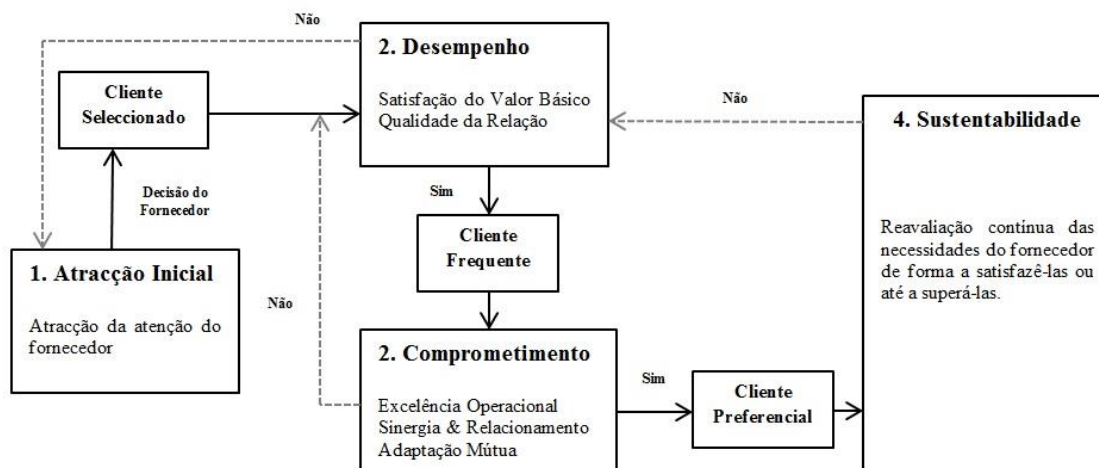 Não
2. Desempenho
Satisfação do Valor Básico
Qualidade da Relação
Cliente
Seleccionado
Não
4. Sustentabilidade
Reavaliação contínua das
necessidades do fornecedor
de forma a satisfazê-las ou
até a superá-las.
Decisão do
Fornecedor
Sim
Cliente
Frequente
1. Atracção Inicial
Atracção da atenção do
fornecedor
Não
2. Comprometimento
Excelência Operacional
Sinergia & Relacionamento
Adaptação Mútua
Sim
Cliente
Preferencial